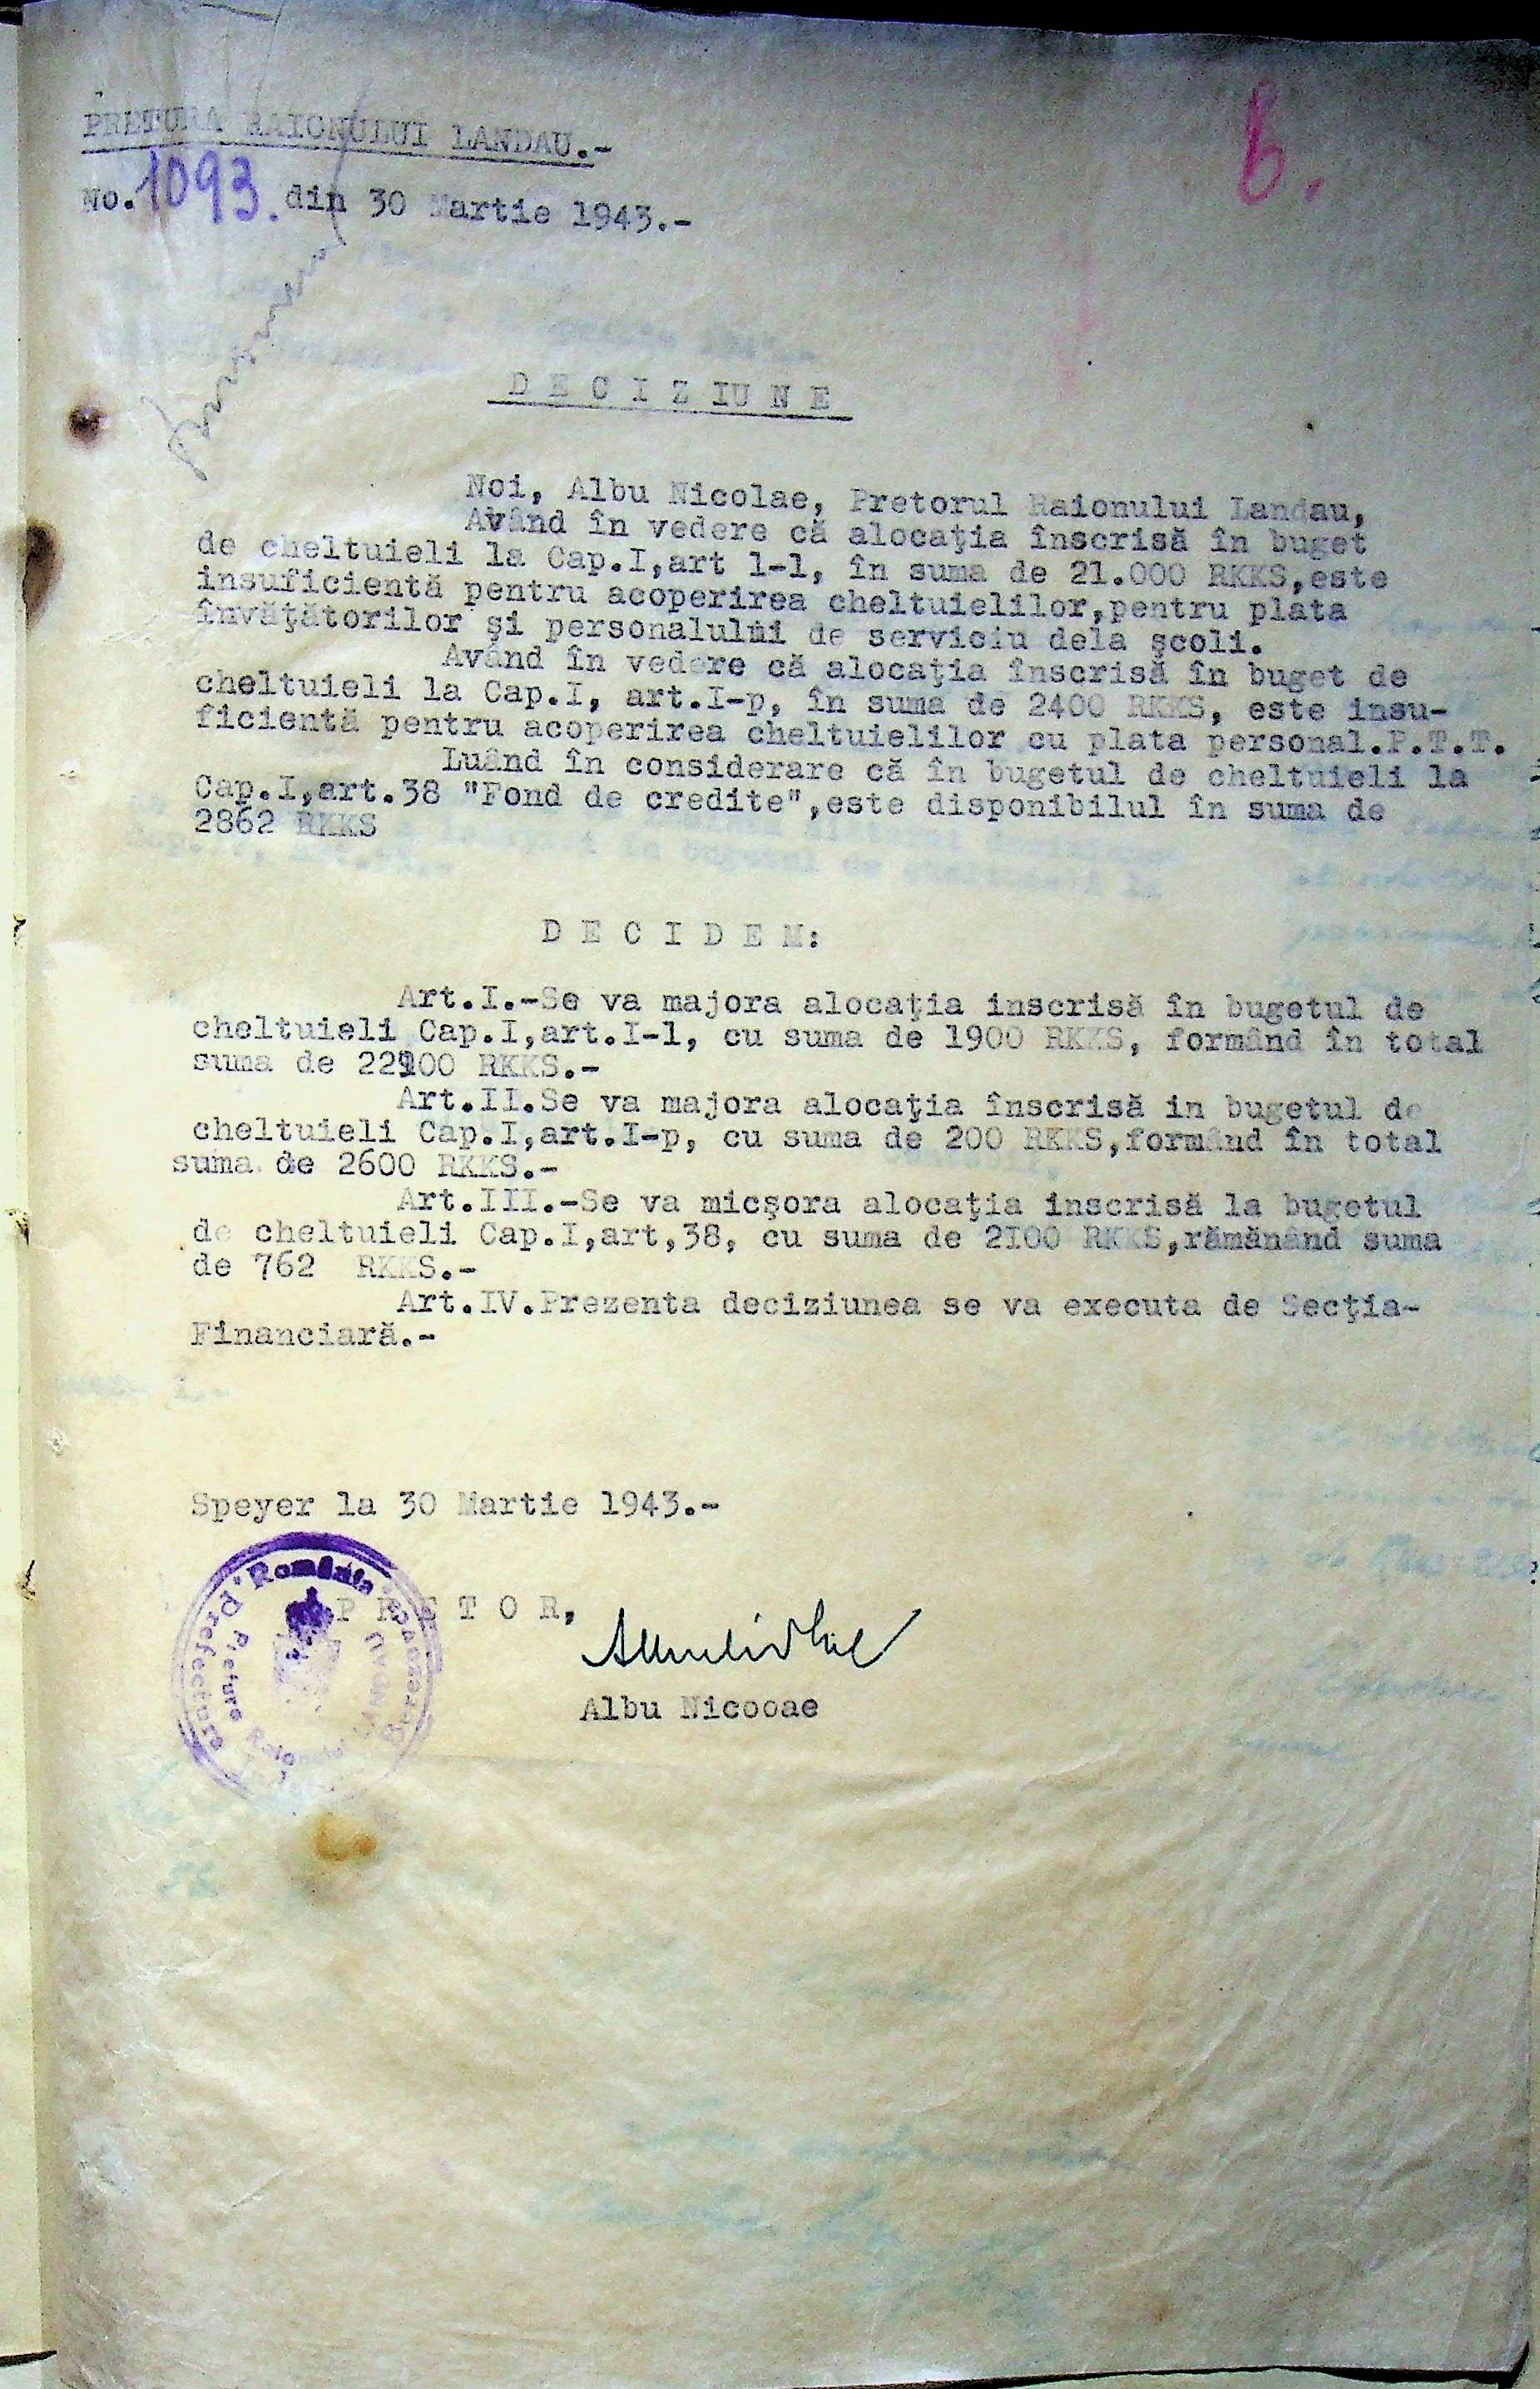 PRETURA RAIONULUI LANDAU.-
No. 1093. din 30 Martie 1943.-
6.
D E C I Z IU N E
Noi, Albu Nicolae, Pretorul Raionului Landau,
Având în vedere că alocaţia înscrisă în buget
de cheltuieli la Cap.I,art 1-l, în suma de 21.000 RKKS,este
insuficientă pentru acoperirea cheltuielilor,pentru plata
învăţătorilor şi personalului de serviciu dela şcoli.
Având în vedere că alocaţia înscrisă în buget de
cheltuieli la Cap.I, art.I-p, în suma de 2400 RKKS, este insu-
ficientă pentru acoperirea cheltuielilor cu plata personal.P.T.T.
Luând în considerare că în bugetul de cheltuieli la
Cap.I,art.38 "Fond de credite",este disponibilul în suma de
2862 RKKS
D E C I D E M:
Art.I.-Se va majora alocaţia inscrisă în bugetul de
cheltuieli Cap.I,art.I-l, cu suma de 1900 RKKS, formând în total
suma de 22900 RKKS.-
Art.II.Se va majora alocaţia înscrisă in bugetul de
cheltuieli Cap.I,art.I-p, cu suma de 200 RKKS,formând în total
suma de 2600 RKKS.-
Art.III.-Se va micşora alocaţia inscrisă la bugetul
de cheltuieli Cap.I,art,38, cu suma de 2I00 RKKS,rămănând suma
de 762 RKKS.-
Art.IV.Prezenta deciziunea se va executa de Secţia-
Financiară.-
Speyer la 30 Martie 1943.-
P R E T O R,
Albu Nicooae
România
Prefectura
Berezovca
Pretura Raionului LANDAU